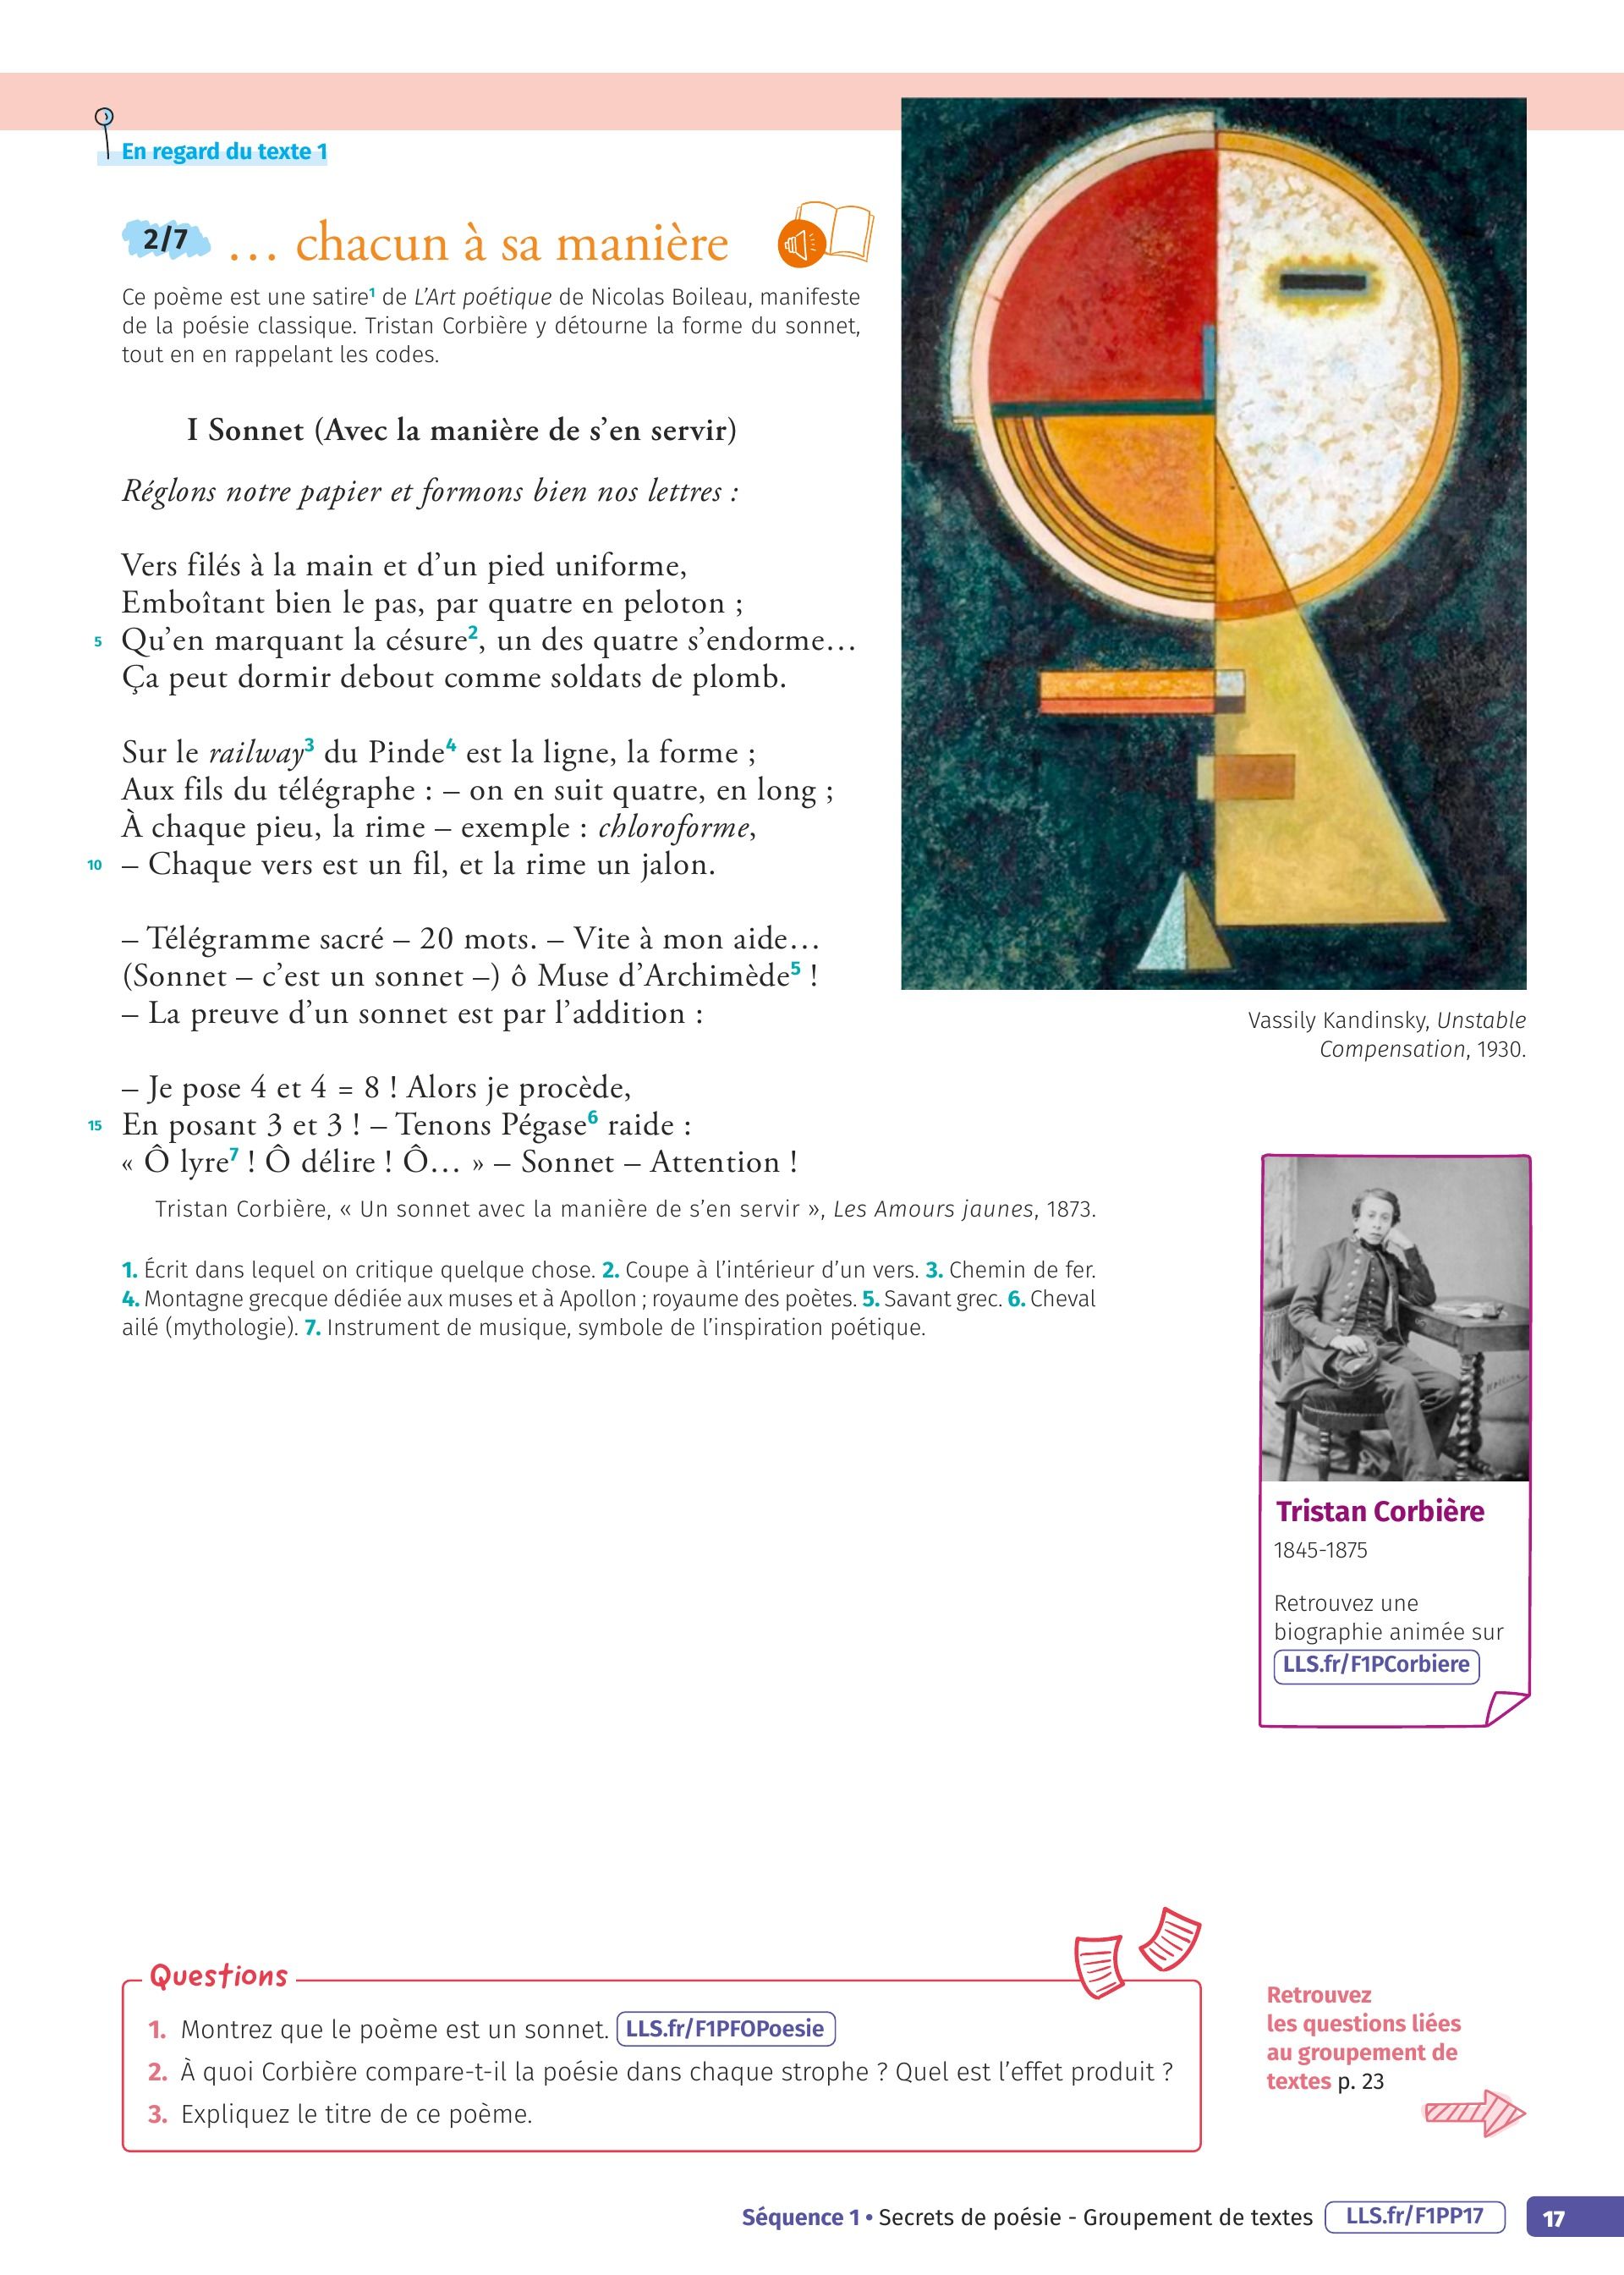 En regard du texte 1
2/7 … chacun à sa manière
Ce poème est une satire¹ de L’Art poétique de Nicolas Boileau, manifeste
de la poésie classique. Tristan Corbière y détourne la forme du sonnet,
tout en en rappelant les codes.
I Sonnet (Avec la manière de s’en servir)
Réglons notre papier et formons bien nos lettres :
Vers filés à la main et d’un pied uniforme,
Emboîtant bien le pas, par quatre en peloton ;
5 Qu’en marquant la césure², un des quatre s’endorme…
Ça peut dormir debout comme soldats de plomb.
Sur le railway³ du Pinde⁴ est la ligne, la forme ;
Aux fils du télégraphe : – on en suit quatre, en long ;
À chaque pieu, la rime – exemple : chloroforme,
10 – Chaque vers est un fil, et la rime un jalon.
– Télégramme sacré – 20 mots. – Vite à mon aide…
(Sonnet – c’est un sonnet –) ô Muse d’Archimède⁵ !
– La preuve d’un sonnet est par l’addition :
– Je pose 4 et 4 = 8 ! Alors je procède,
15 En posant 3 et 3 ! – Tenons Pégase⁶ raide :
« Ô lyre⁷ ! Ô délire ! Ô… » – Sonnet – Attention !
Tristan Corbière, « Un sonnet avec la manière de s’en servir », Les Amours jaunes, 1873.
1. Écrit dans lequel on critique quelque chose. 2. Coupe à l’intérieur d’un vers. 3. Chemin de fer.
4. Montagne grecque dédiée aux muses et à Apollon ; royaume des poètes. 5. Savant grec. 6. Cheval
ailé (mythologie). 7. Instrument de musique, symbole de l’inspiration poétique.
Vassily Kandinsky, Unstable
Compensation, 1930.
Tristan Corbière
1845-1875
Retrouvez une
biographie animée sur
LLS.fr/F1PCorbiere
Questions
1. Montrez que le poème est un sonnet. LLS.fr/F1PFOPoesie
2. À quoi Corbière compare-t-il la poésie dans chaque strophe ? Quel est l’effet produit ?
3. Expliquez le titre de ce poème.
Retrouvez
les questions liées
au groupement de
textes p. 23
Séquence 1 • Secrets de poésie - Groupement de textes LLS.fr/F1PP17 17